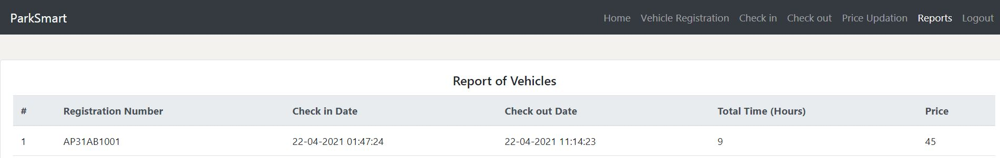 ParkSmart Home Vehicle Registration Check in Check out Price Updation Reports Logout
Report of Vehicles
# Registration Number Check in Date Check out Date Total Time (Hours) Price
1 AP31AB1001 22-04-2021 01:47:24 22-04-2021 11:14:23 9 45